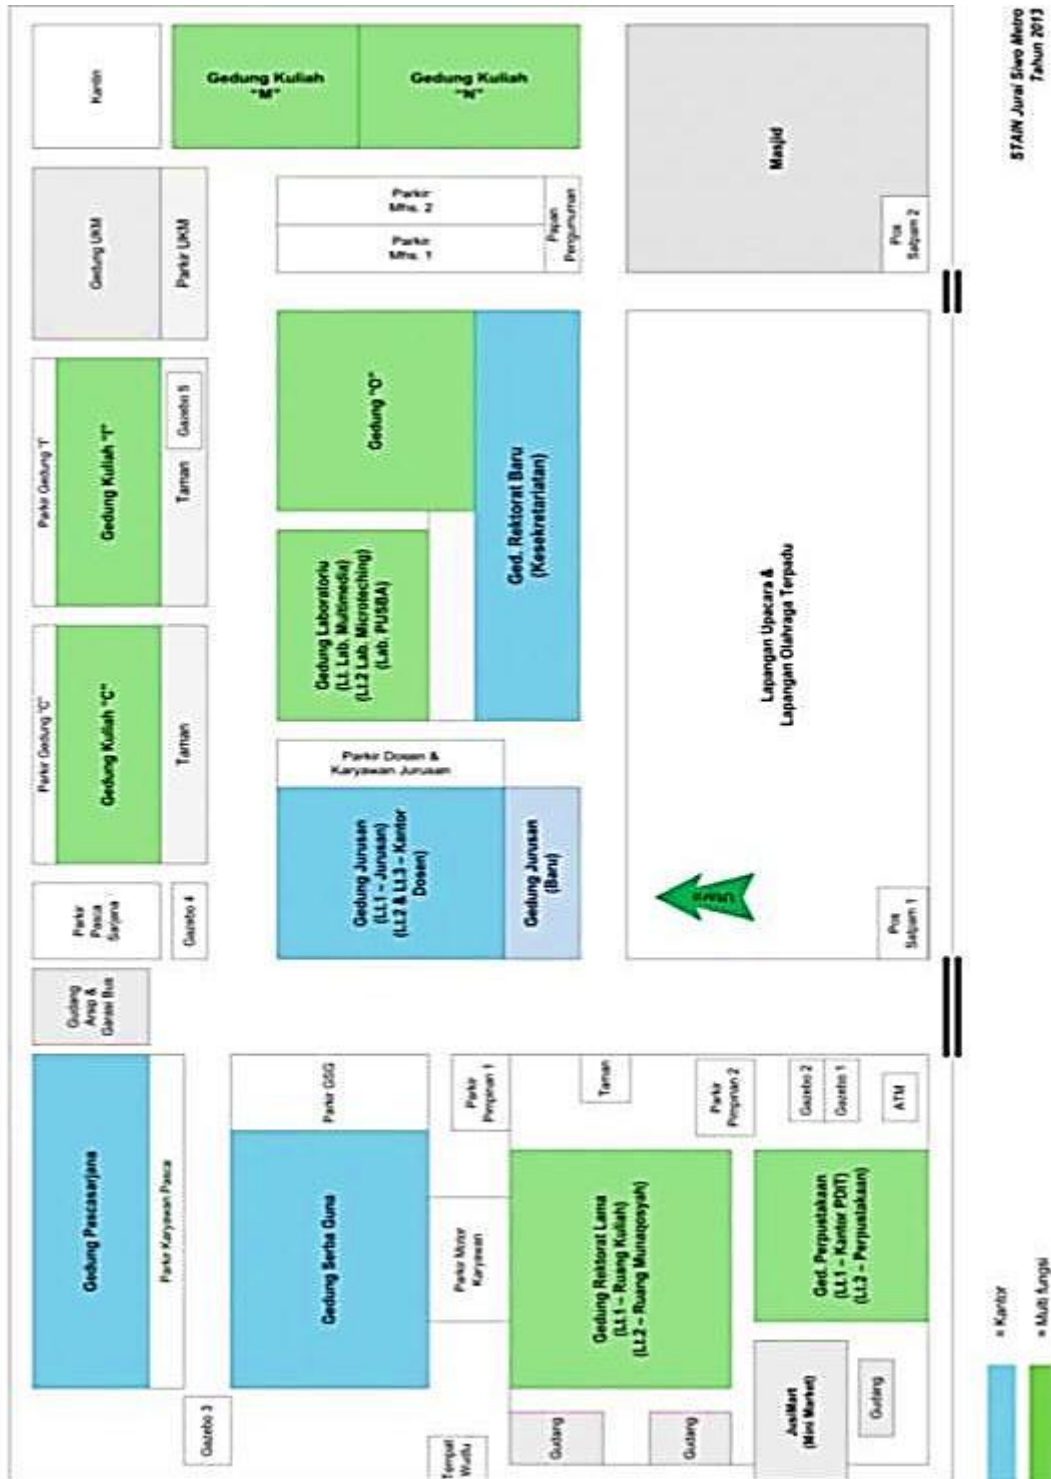 STAIN Jurai Siwo Metro
Tahun 2013
Kantin
Gedung Kuliah
"M"
Gedung Kuliah
"N"
Masjid
Pos
Satpam 2
Gedung UKM
Parkir UKM
Parkir
Mhs. 2
Parkir
Mhs. 1
Papan
Pengumuman
Parkir Gedung "I"
Gedung Kuliah "I"
Gazebo 5
Taman
Gedung "O"
Ged. Rektorat Baru
(Kesekretariatan)
Gedung Laboratoriu
(Lt. Lab. Multimedia)
(Lt.2 Lab. Microteching)
(Lab. PUSBA)
Lapangan Upacara &
Lapangan Olahraga Terpadu
Parkir Gedung "C"
Gedung Kuliah "C"
Taman
Parkir Dosen &
Karyawan Jurusan
Gedung Jurusan
(Lt.1 – Jurusan)
(Lt.2 & Lt.3 – Kantor
Dosen)
Gedung Jurusan
(Baru)
Parkir
Pasca
Sarjana
Gazebo 4
Pos
Satpam 1
Gudang
Arsip &
Garasi Bus
Gedung Pascasarjana
Parkir Karyawan Pasca
Parkir GSG
Gedung Serba Guna
Parkir
Pimpinan 1
Taman
Parkir
Pimpinan 2
Gazebo 2
Gazebo 1
ATM
Parkir Motor
Karyawan
Gedung Rektorat Lama
(Lt.1 – Ruang Kuliah)
(Lt.2 – Ruang Munaqosyah)
Ged. Perpustakaan
(Lt.1 – Kantor PDIT)
(Lt.2 – Perpustakaan)
Gazebo 3
Tempat
Wudlu
Gudang
Gudang
JusiMart
(Mini Market)
Gudang
= Kantor
= Multi fungsi